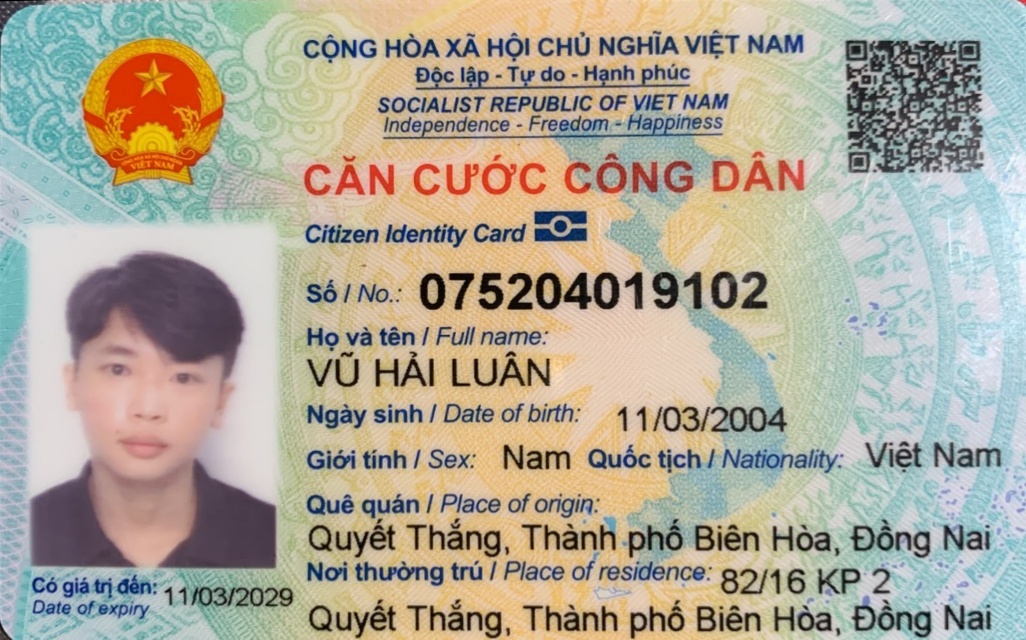 CỘNG HÒA XÃ HỘI CHỦ NGHĨA VIỆT NAM
Độc lập - Tự do - Hạnh phúc
SOCIALIST REPUBLIC OF VIET NAM
Independence - Freedom - Happiness
CĂN CƯỚC CÔNG DÂN
Citizen Identity Card
Số / No.: 075204019102
Họ và tên / Full name:
VŨ HẢI LUÂN
Ngày sinh / Date of birth: 11/03/2004
Giới tính / Sex: Nam Quốc tịch / Nationality: Việt Nam
Quê quán / Place of origin:
Quyết Thắng, Thành phố Biên Hòa, Đồng Nai
Nơi thường trú / Place of residence: 82/16 KP 2
Quyết Thắng, Thành phố Biên Hòa, Đồng Nai
Có giá trị đến: 11/03/2029
Date of expiry
VIỆT NAM